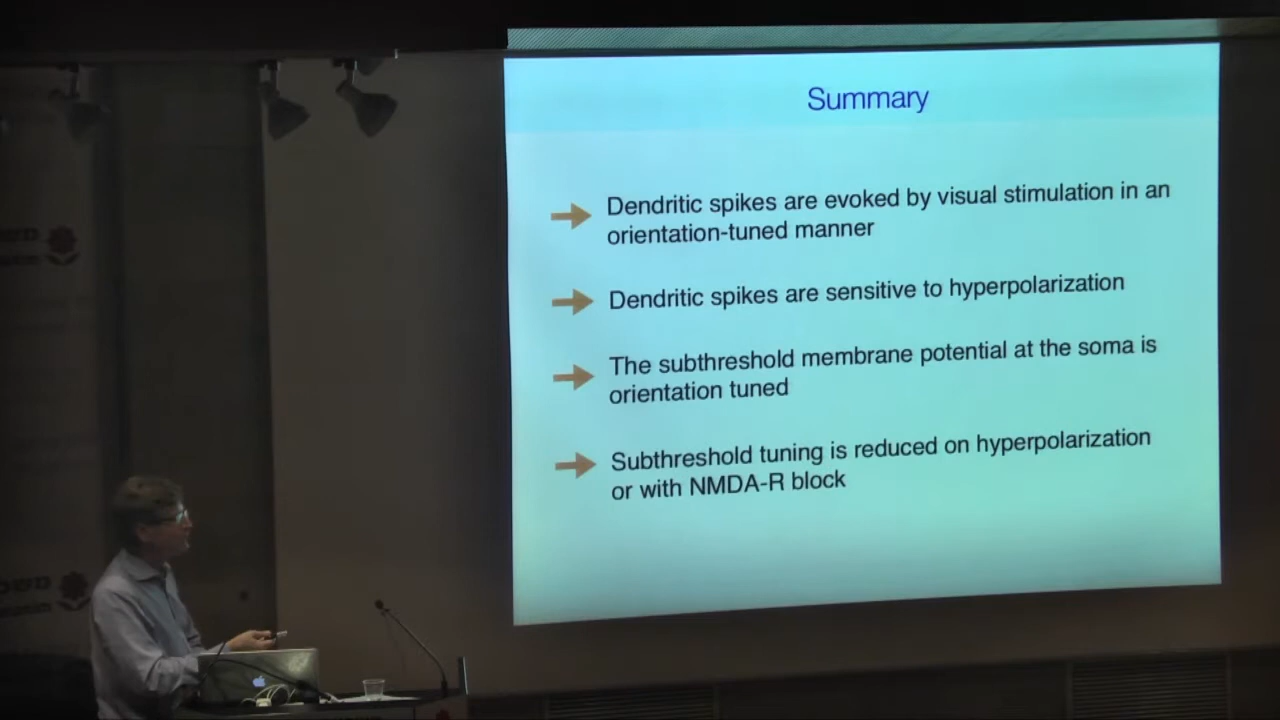 Summary
Dendritic spikes are evoked by visual stimulation in an
orientation-tuned manner
Dendritic spikes are sensitive to hyperpolarization
The subthreshold membrane potential at the soma is
orientation tuned
Subthreshold tuning is reduced on hyperpolarization
or with NMDA-R block